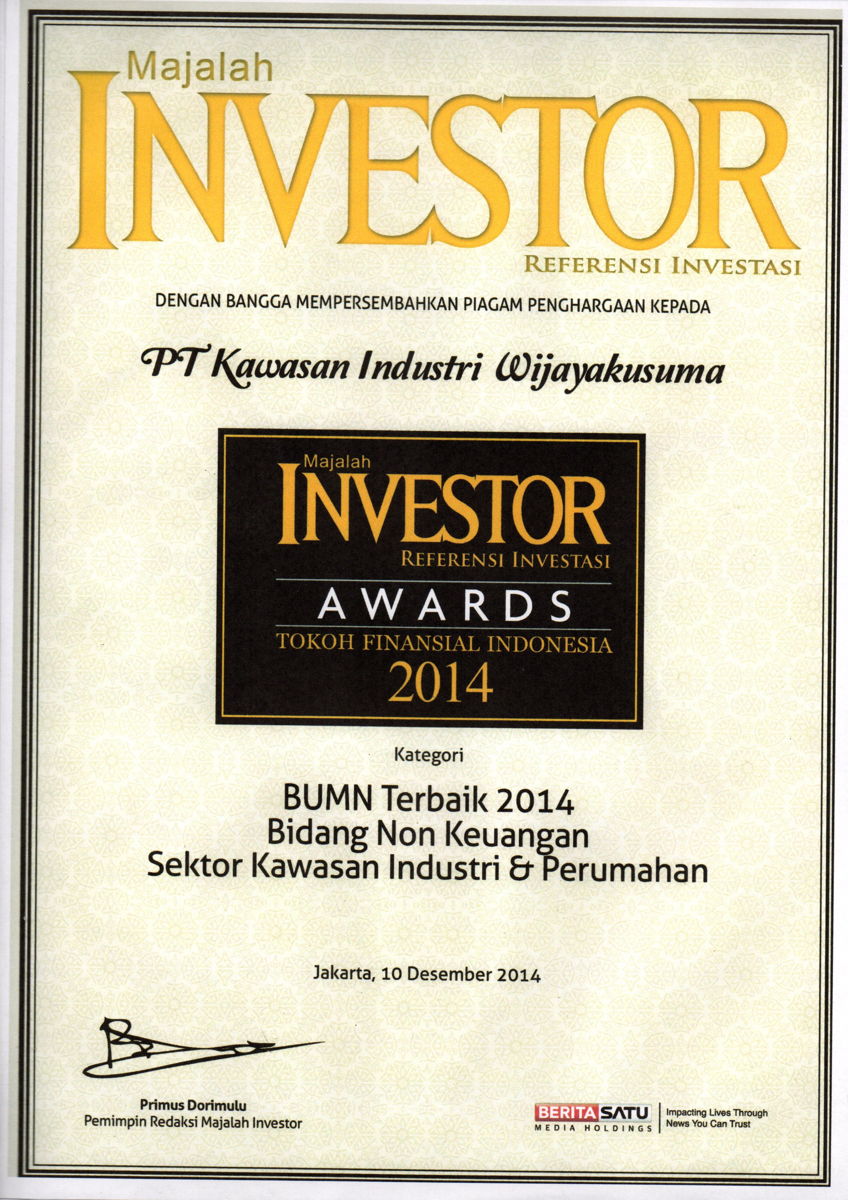 Majalah
INVESTOR
REFERENSI INVESTASI
DENGAN BANGGA MEMPERSEMBAHKAN PIAGAM PENGHARGAAN KEPADA
PT Kawasan Industri Wijayakusuma
Majalah
INVESTOR
REFERENSI INVESTASI
AWARDS
TOKOH FINANSIAL INDONESIA
2014
Kategori
BUMN Terbaik 2014
Bidang Non Keuangan
Sektor Kawasan Industri & Perumahan
Jakarta, 10 Desember 2014
Primus Dorimulu
Pemimpin Redaksi Majalah Investor
BERITASATU
MEDIA HOLDINGS
Impacting Lives Through
News You Can Trust